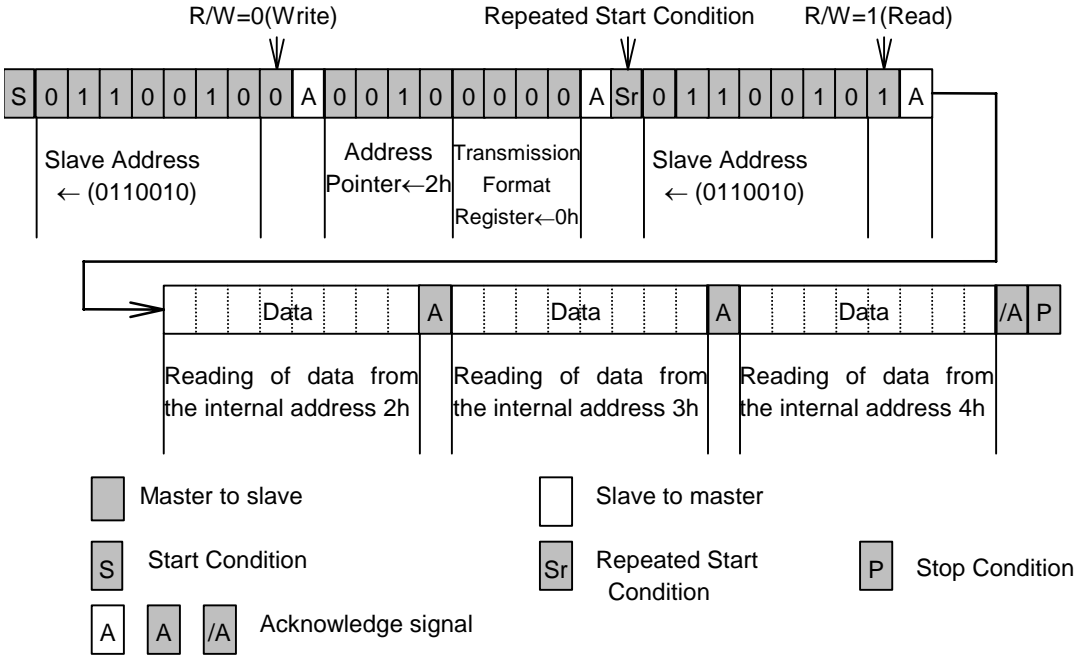 R/W=0(Write) Repeated Start Condition R/W=1(Read)
S 0 1 1 0 0 1 0 0 A 0 0 1 0 0 0 0 0 A Sr 0 1 1 0 0 1 0 1 A
Slave Address
← (0110010)
Address
Pointer←2h
Transmission
Format
Register←0h
Slave Address
← (0110010)
Data A Data A Data /A P
Reading of data from
the internal address 2h
Reading of data from
the internal address 3h
Reading of data from
the internal address 4h
Master to slave
Slave to master
S Start Condition
Sr Repeated Start
Condition
P Stop Condition
A A /A Acknowledge signal